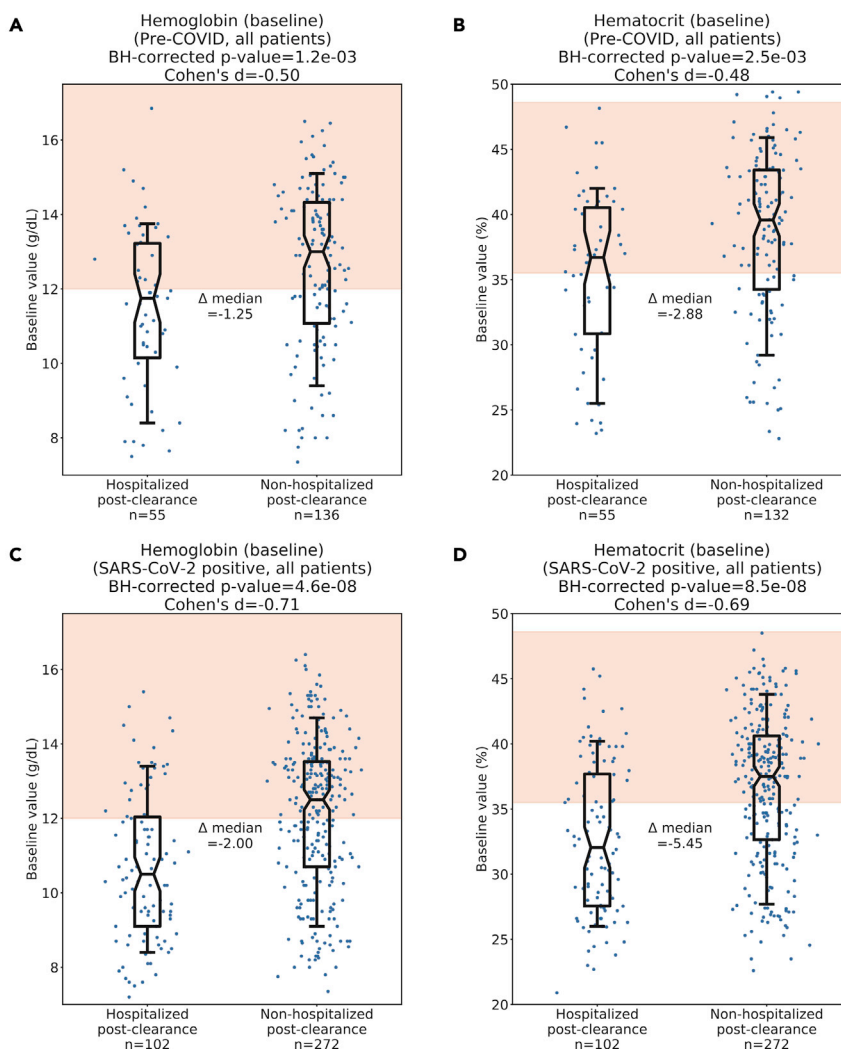 A
Hemoglobin (baseline)
(Pre-COVID, all patients)
BH-corrected p-value=1.2e-03
Cohen's d=-0.50
Baseline value (g/dL)
16
14
12
10
8
Δ median
=-1.25
Hospitalized
post-clearance
n=55
Non-hospitalized
post-clearance
n=136
B
Hematocrit (baseline)
(Pre-COVID, all patients)
BH-corrected p-value=2.5e-03
Cohen's d=-0.48
Baseline value (%)
50
45
40
35
30
25
20
Δ median
=-2.88
Hospitalized
post-clearance
n=55
Non-hospitalized
post-clearance
n=132
C
Hemoglobin (baseline)
(SARS-CoV-2 positive, all patients)
BH-corrected p-value=4.6e-08
Cohen's d=-0.71
Baseline value (g/dL)
16
14
12
10
8
Δ median
=-2.00
Hospitalized
post-clearance
n=102
Non-hospitalized
post-clearance
n=272
D
Hematocrit (baseline)
(SARS-CoV-2 positive, all patients)
BH-corrected p-value=8.5e-08
Cohen's d=-0.69
Baseline value (%)
50
45
40
35
30
25
20
Δ median
=-5.45
Hospitalized
post-clearance
n=102
Non-hospitalized
post-clearance
n=272